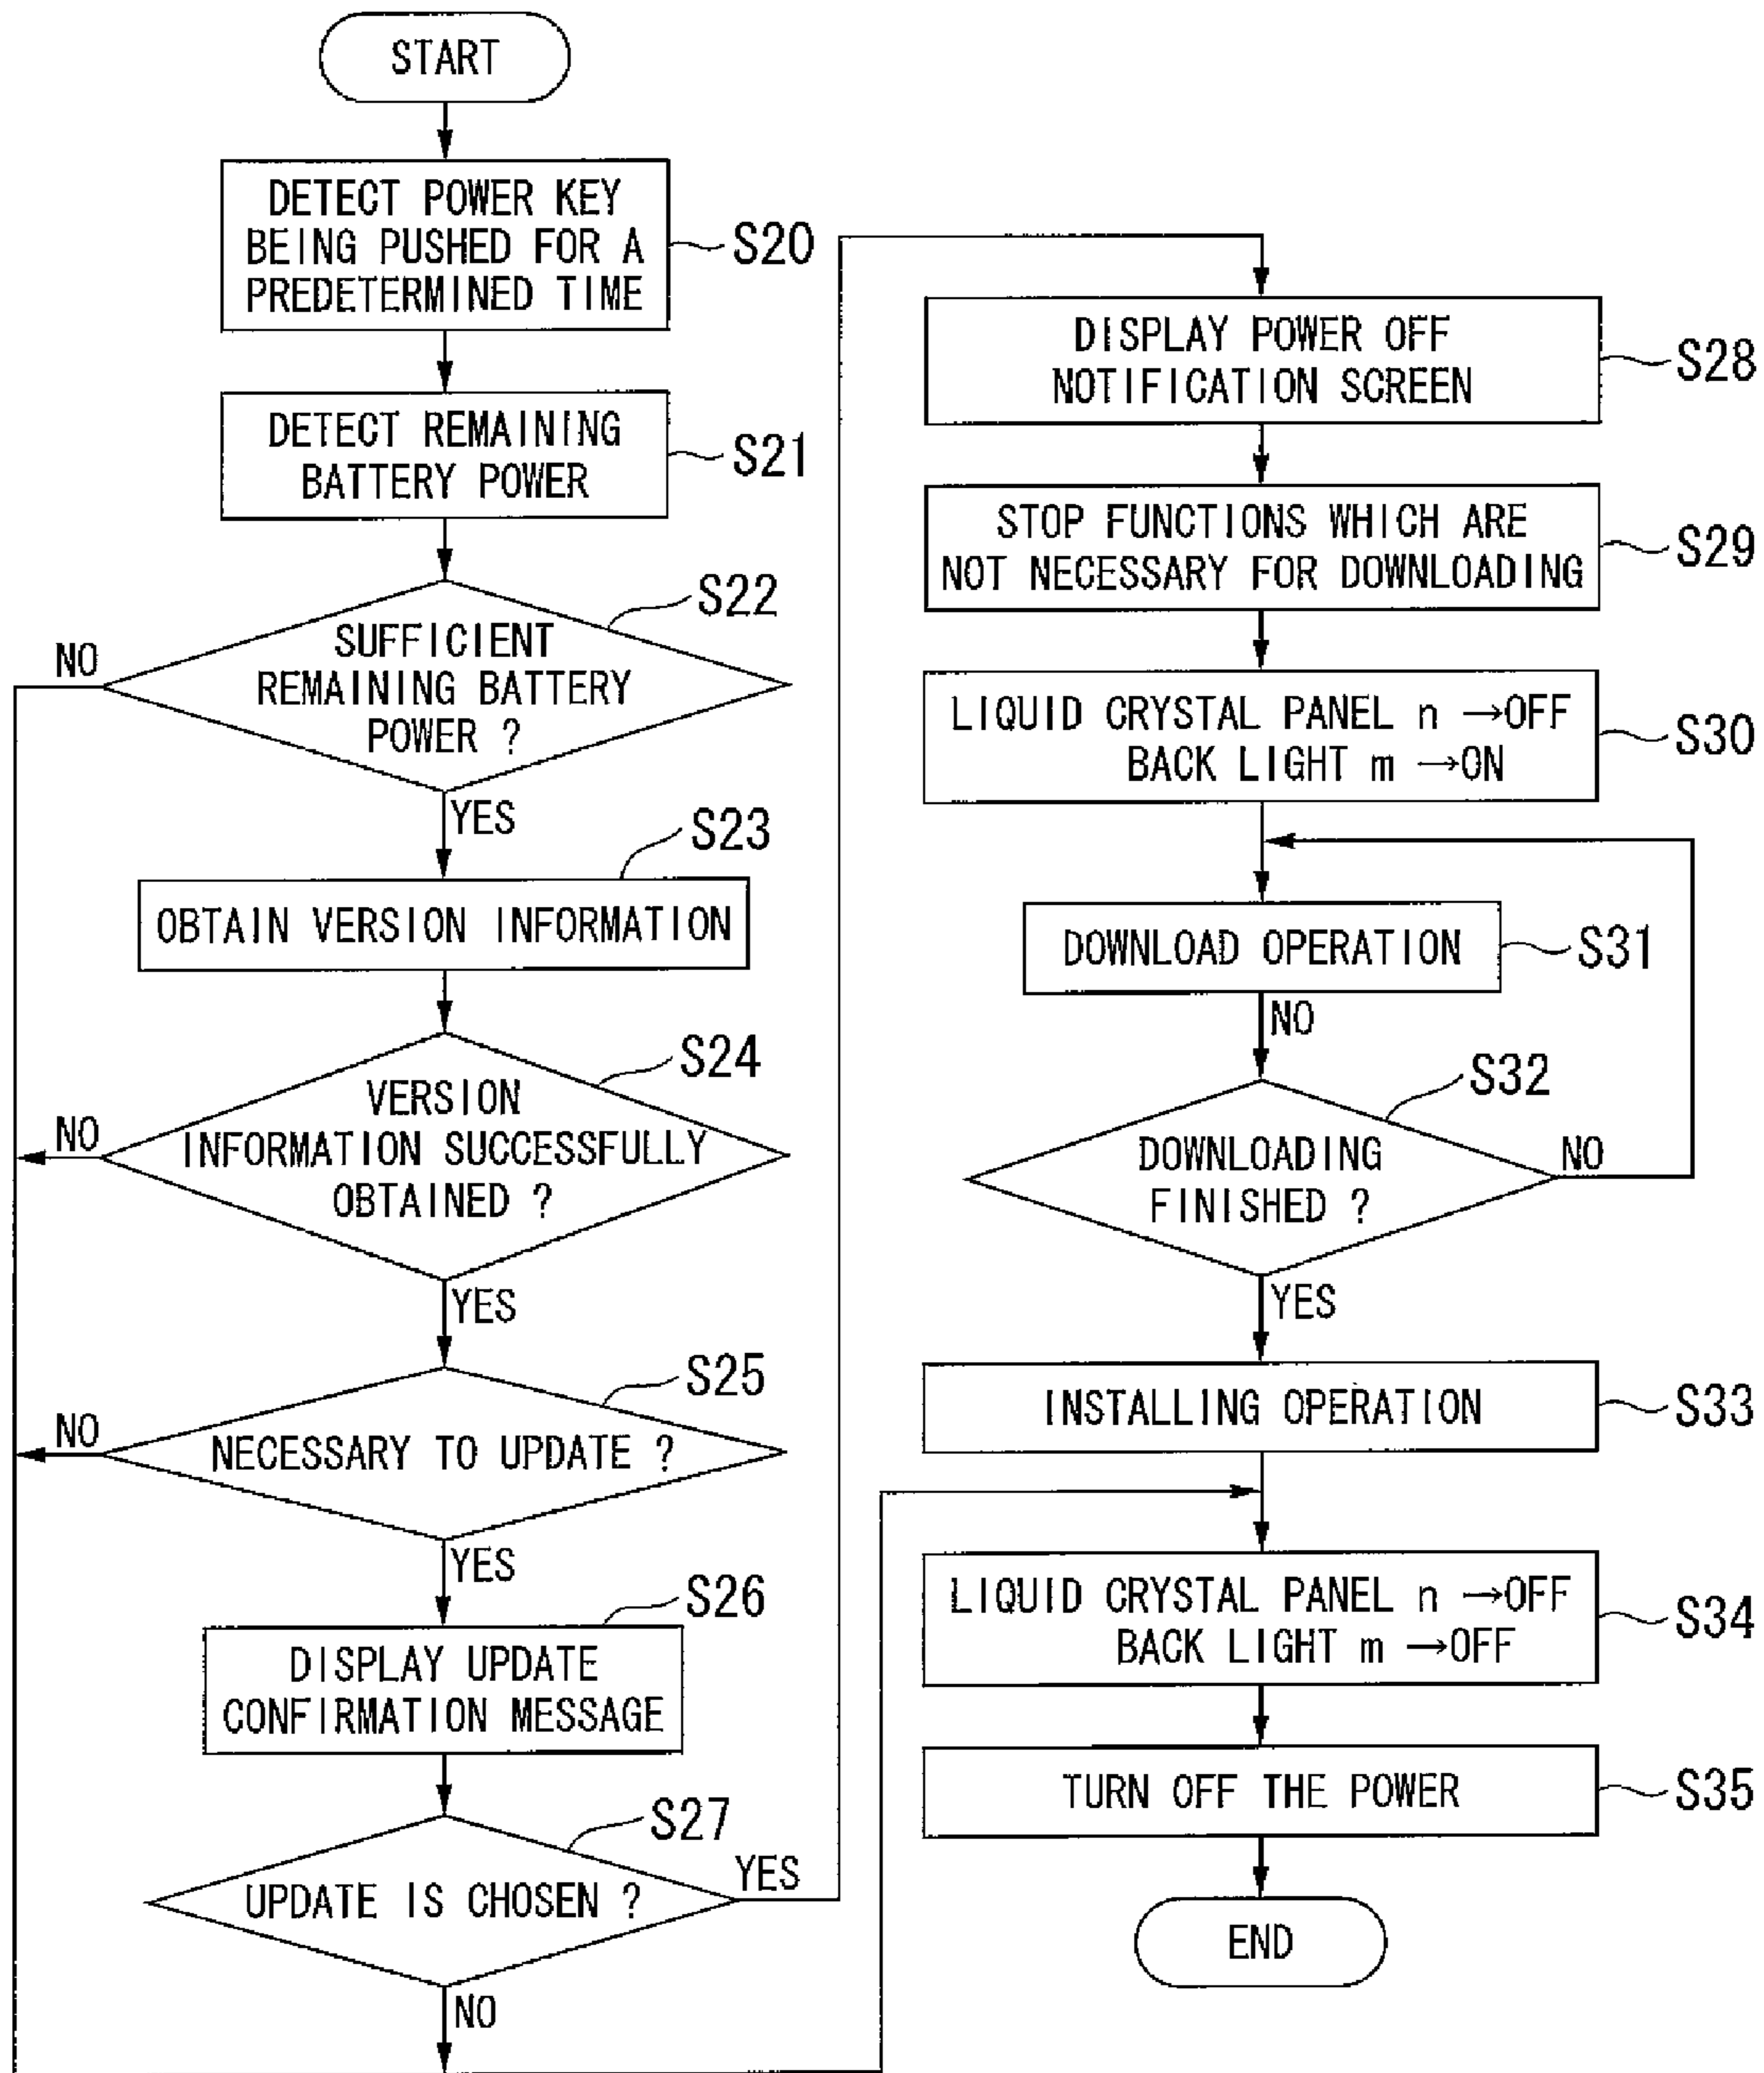 START
DETECT POWER KEY
BEING PUSHED FOR A
PREDETERMINED TIME
S20
DETECT REMAINING
BATTERY POWER
S21
S22
SUFFICIENT
REMAINING BATTERY
POWER ?
NO
YES
S23
OBTAIN VERSION INFORMATION
S24
VERSION
INFORMATION SUCCESSFULLY
OBTAINED ?
NO
YES
S25
NECESSARY TO UPDATE ?
NO
YES
S26
DISPLAY UPDATE
CONFIRMATION MESSAGE
S27
UPDATE IS CHOSEN ?
YES
NO
DISPLAY POWER OFF
NOTIFICATION SCREEN
S28
STOP FUNCTIONS WHICH ARE
NOT NECESSARY FOR DOWNLOADING
S29
LIQUID CRYSTAL PANEL n →OFF
BACK LIGHT m →ON
S30
DOWNLOAD OPERATION
S31
NO
S32
DOWNLOADING
FINISHED ?
NO
YES
INSTALLING OPERATION
S33
LIQUID CRYSTAL PANEL n →OFF
BACK LIGHT m →OFF
S34
TURN OFF THE POWER
S35
END